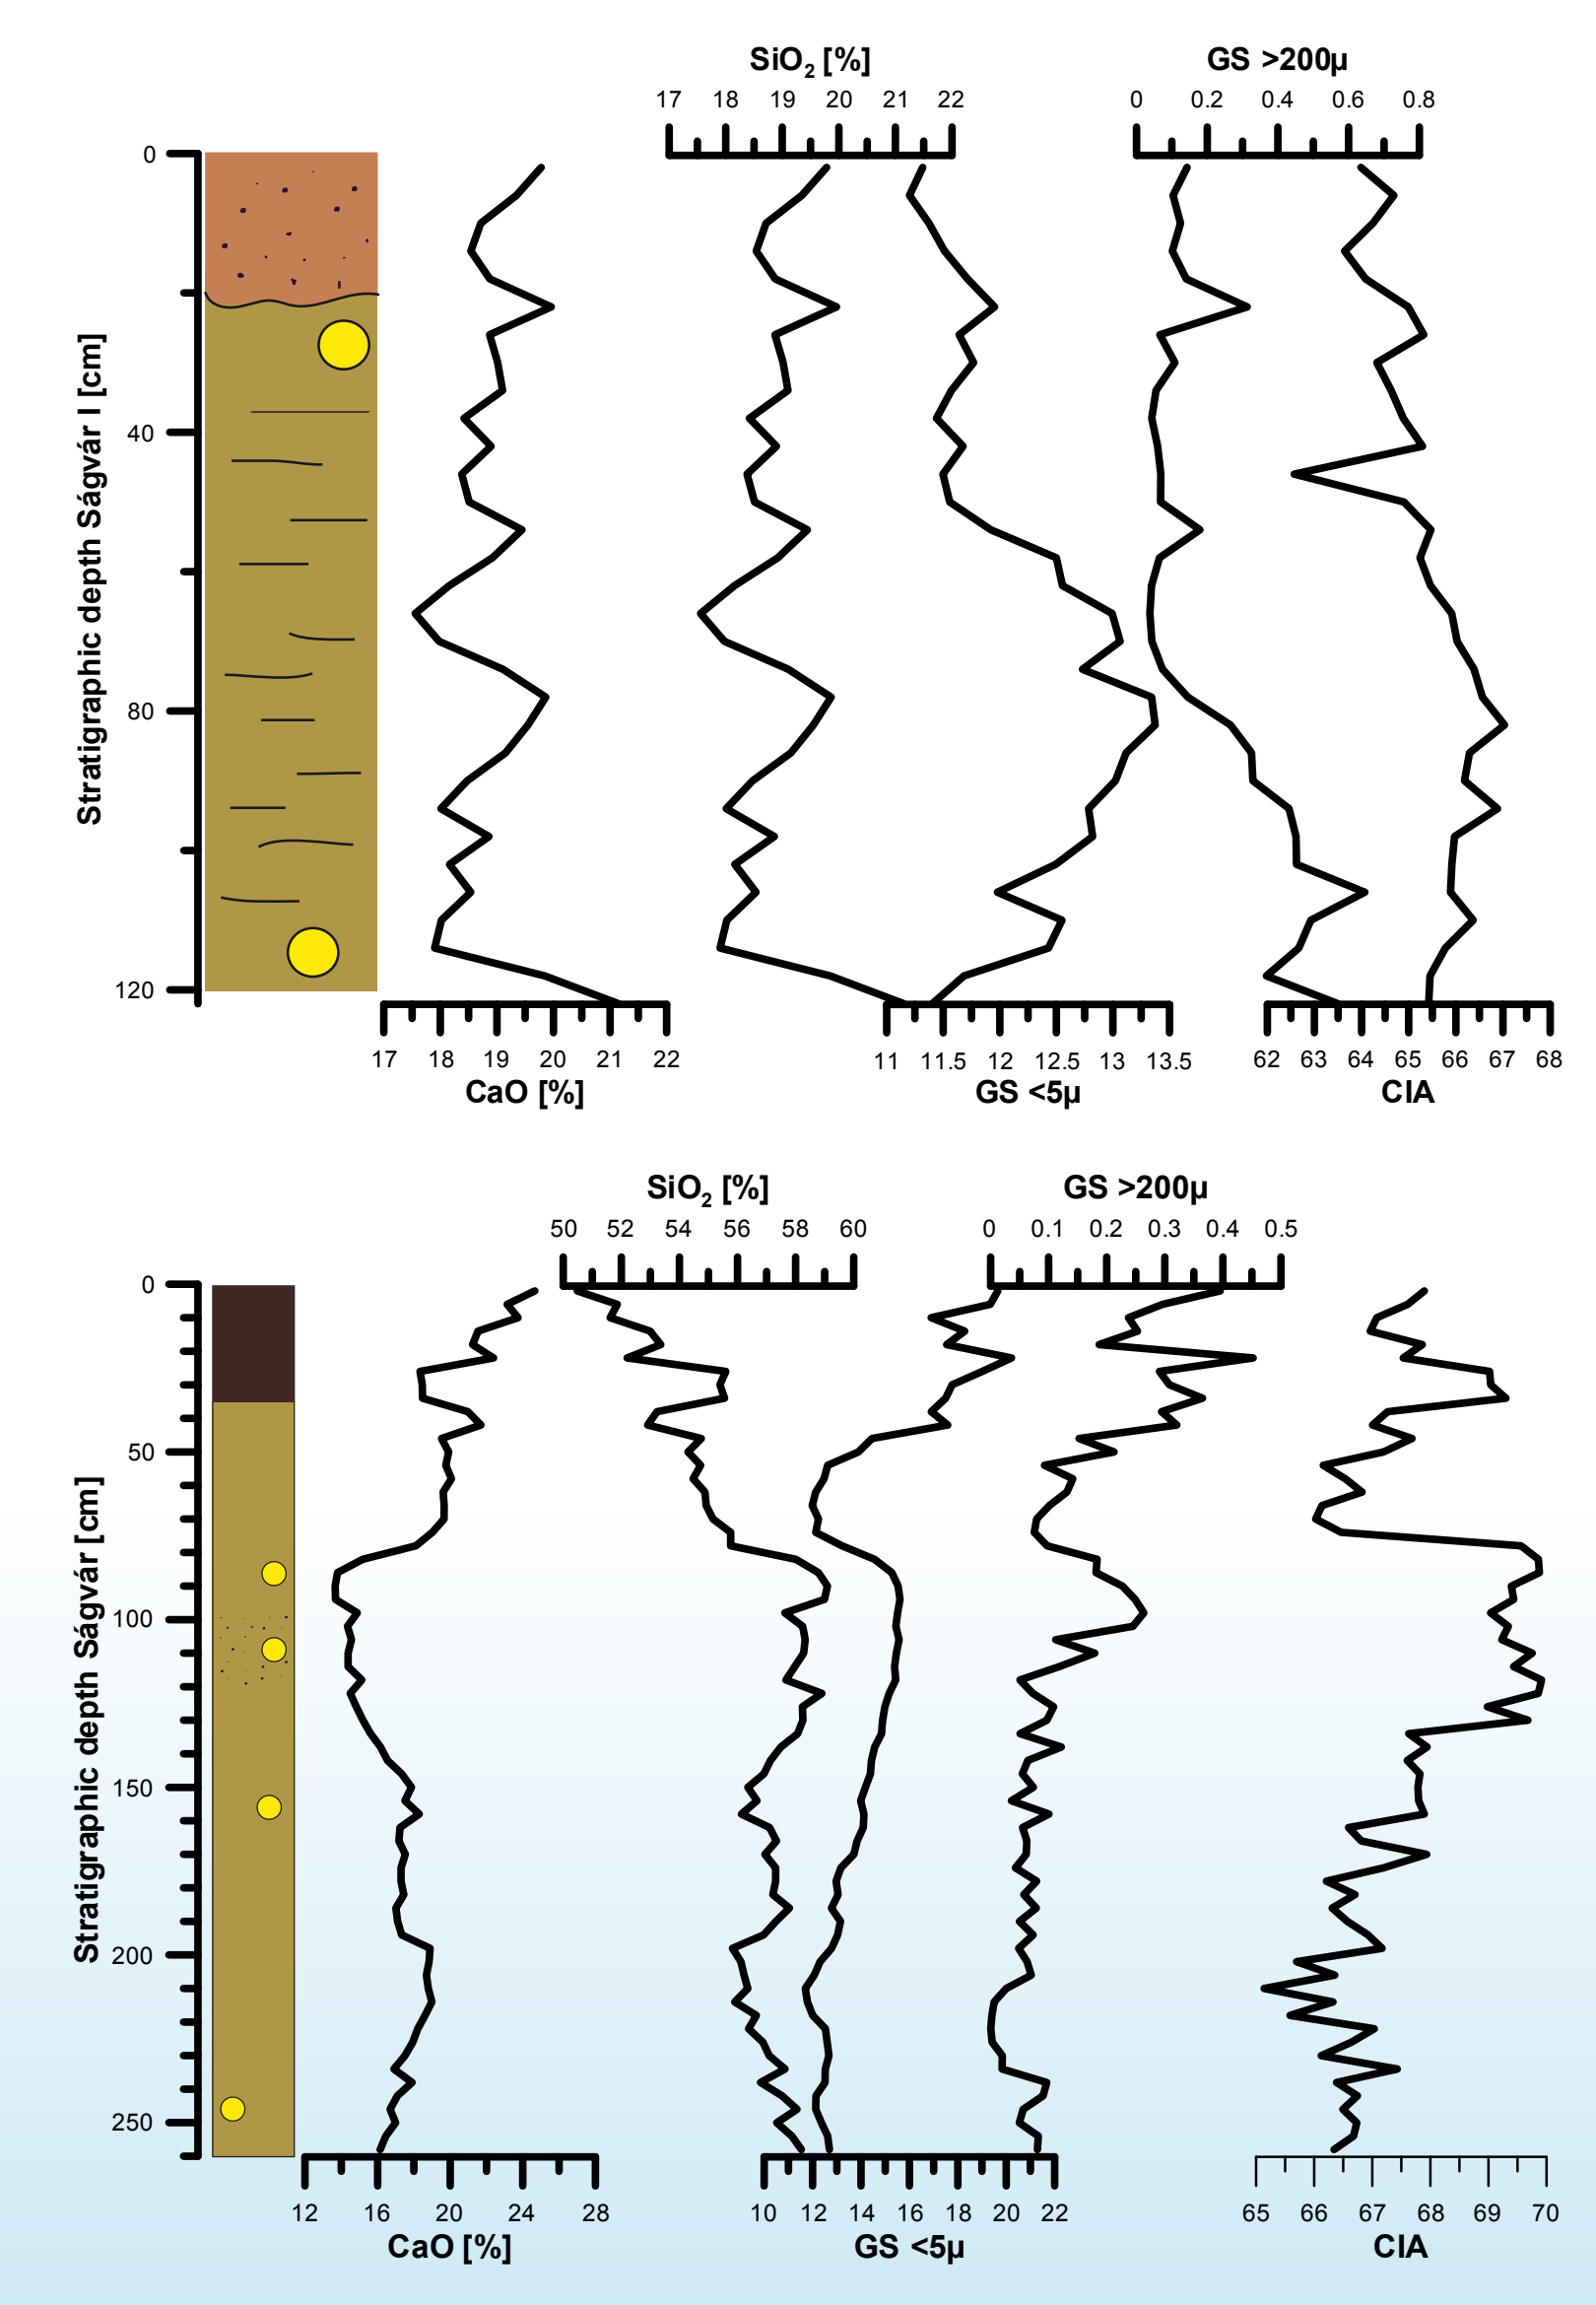 SiO2 [%]
GS >200µ
17 18 19 20 21 22
0 0.2 0.4 0.6 0.8
Stratigraphic depth Ságvár I [cm]
0
40
80
120
17 18 19 20 21 22
11 11.5 12 12.5 13 13.5
62 63 64 65 66 67 68
CaO [%]
GS <5µ
CIA
SiO2 [%]
GS >200µ
50 52 54 56 58 60
0 0.1 0.2 0.3 0.4 0.5
Stratigraphic depth Ságvár [cm]
0
50
100
150
200
250
12 16 20 24 28
10 12 14 16 18 20 22
65 66 67 68 69 70
CaO [%]
GS <5µ
CIA